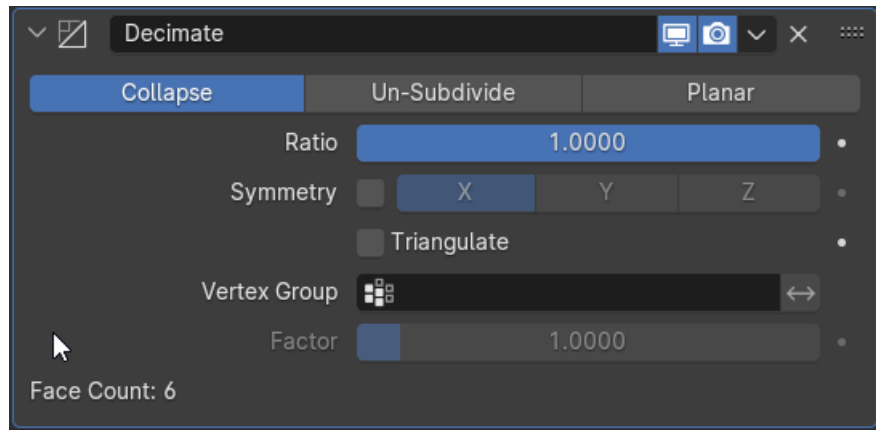 Decimate
Collapse Un-Subdivide Planar
Ratio 1.0000
Symmetry X Y Z
Triangulate
Vertex Group
Factor 1.0000
Face Count: 6